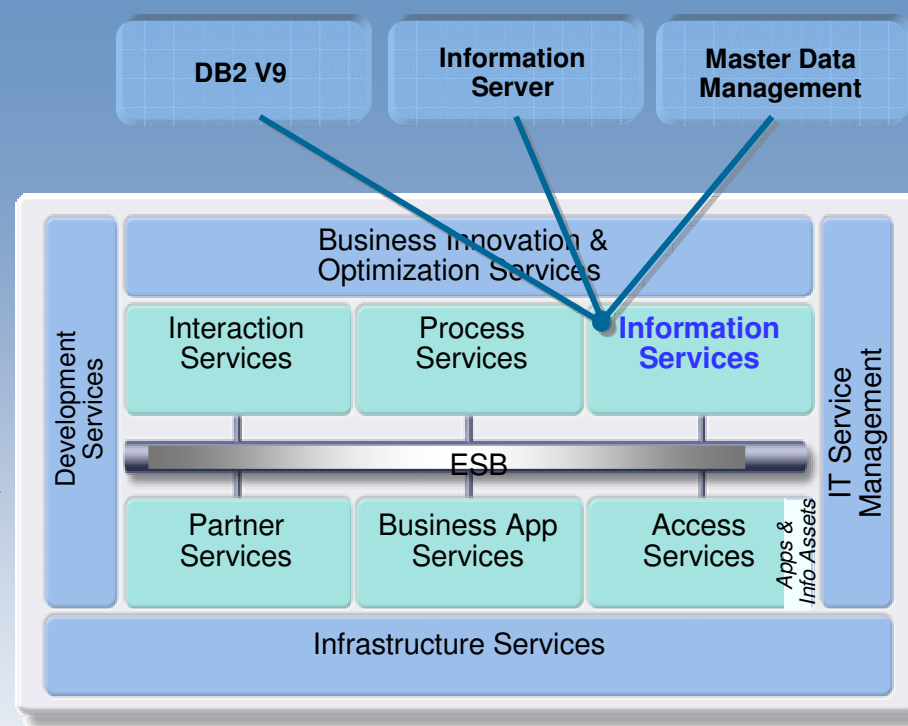 DB2 V9
Information
Server
Master Data
Management
Business Innovation &
Optimization Services
Development
Services
Interaction
Services
Process
Services
Information
Services
IT Service
Management
ESB
Partner
Services
Business App
Services
Access
Services
Apps &
Info Assets
Infrastructure Services